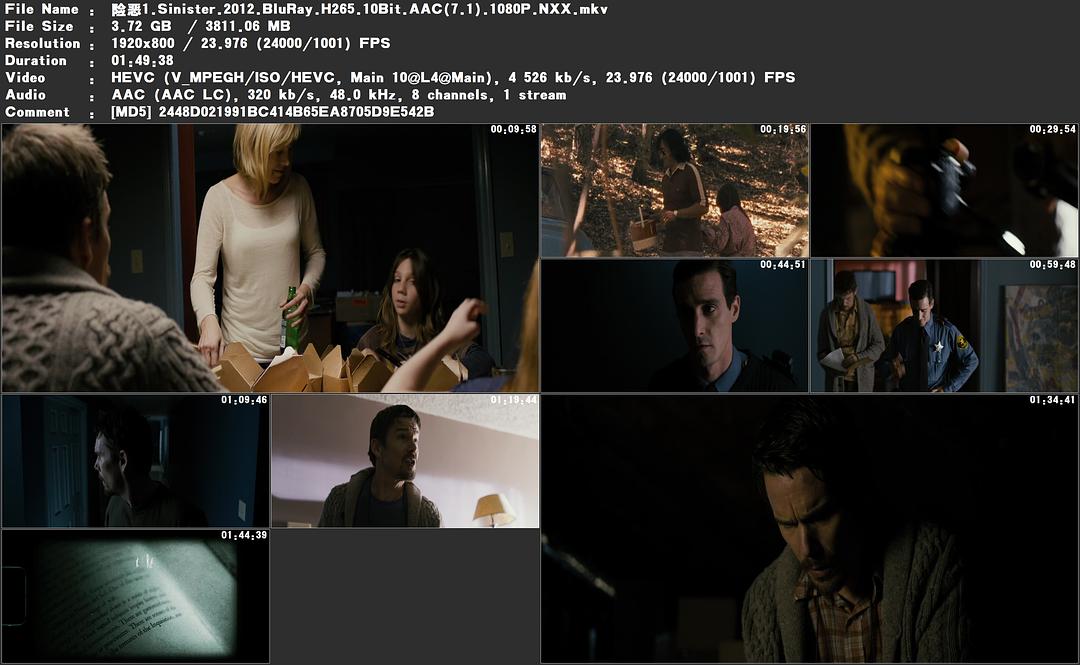 File Name : 险恶1.Sinister.2012.BluRay.H265.10Bit.AAC(7.1).1080P.NXX.mkv
File Size : 3.72 GB / 3811.06 MB
Resolution : 1920x800 / 23.976 (24000/1001) FPS
Duration : 01:49:38
Video : HEVC (V_MPEGH/ISO/HEVC, Main 10@L4@Main), 4 526 kb/s, 23.976 (24000/1001) FPS
Audio : AAC (AAC LC), 320 kb/s, 48.0 kHz, 8 channels, 1 stream
Comment : [MD5] 2448D021991BC414B65EA8705D9E542B
00:09:58
00:19:56
00:29:54
00:44:51
00:59:48
01:09:46
01:19:44
01:34:41
01:44:39